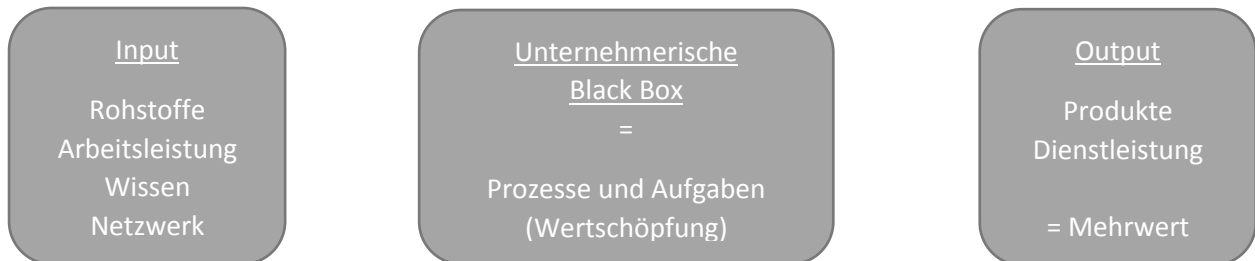 Input
Rohstoffe
Arbeitsleistung
Wissen
Netzwerk
Unternehmerische
Black Box
=
Prozesse und Aufgaben
(Wertschöpfung)
Output
Produkte
Dienstleistung
= Mehrwert